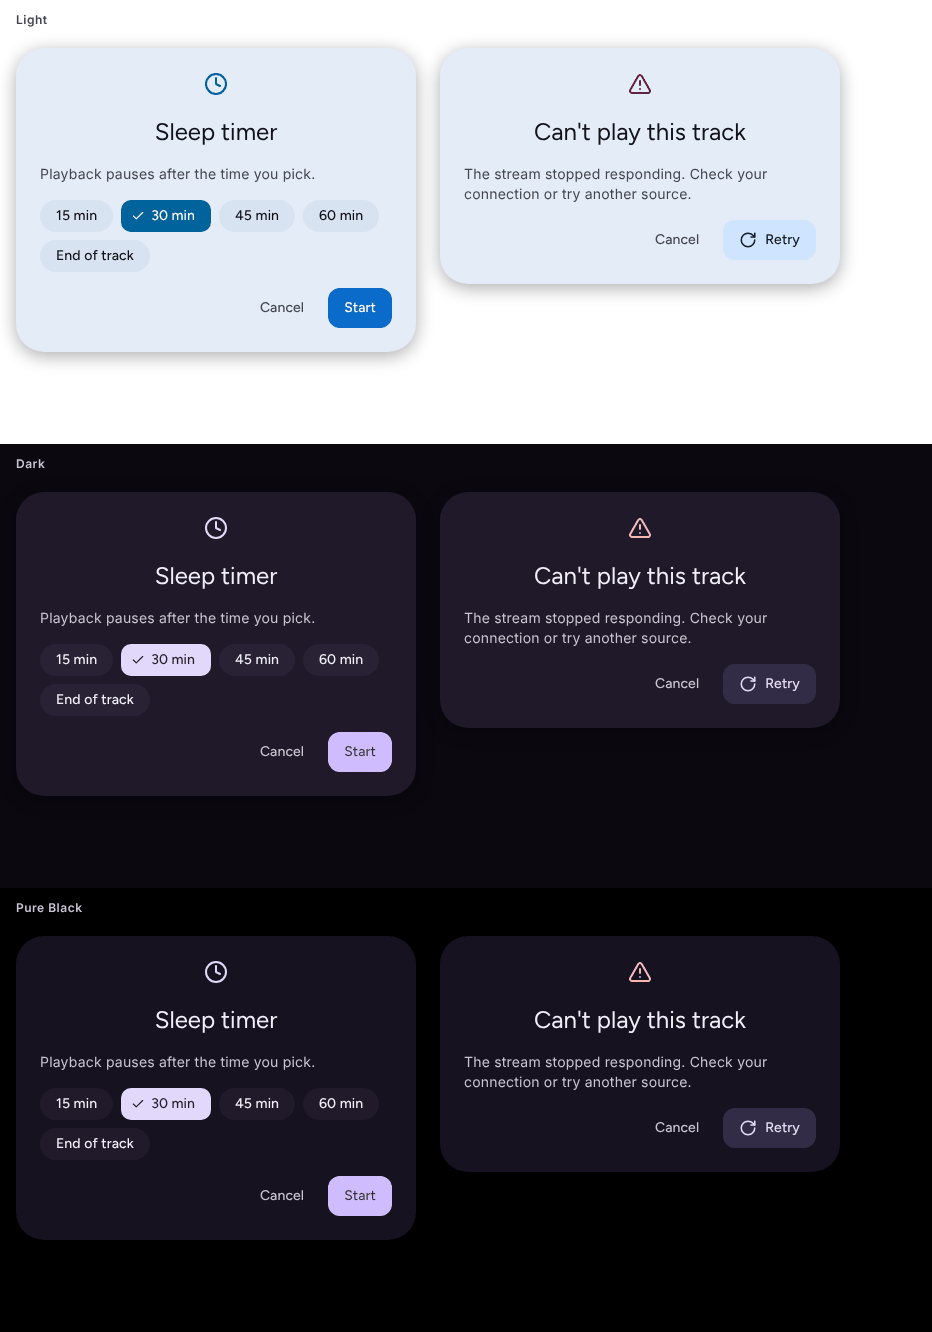 Light
Sleep timer
Playback pauses after the time you pick.
15 min
30 min
45 min
60 min
End of track
Cancel
Start
Can't play this track
The stream stopped responding. Check your
connection or try another source.
Cancel
Retry
Dark
Sleep timer
Playback pauses after the time you pick.
15 min
30 min
45 min
60 min
End of track
Cancel
Start
Can't play this track
The stream stopped responding. Check your
connection or try another source.
Cancel
Retry
Pure Black
Sleep timer
Playback pauses after the time you pick.
15 min
30 min
45 min
60 min
End of track
Cancel
Start
Can't play this track
The stream stopped responding. Check your
connection or try another source.
Cancel
Retry